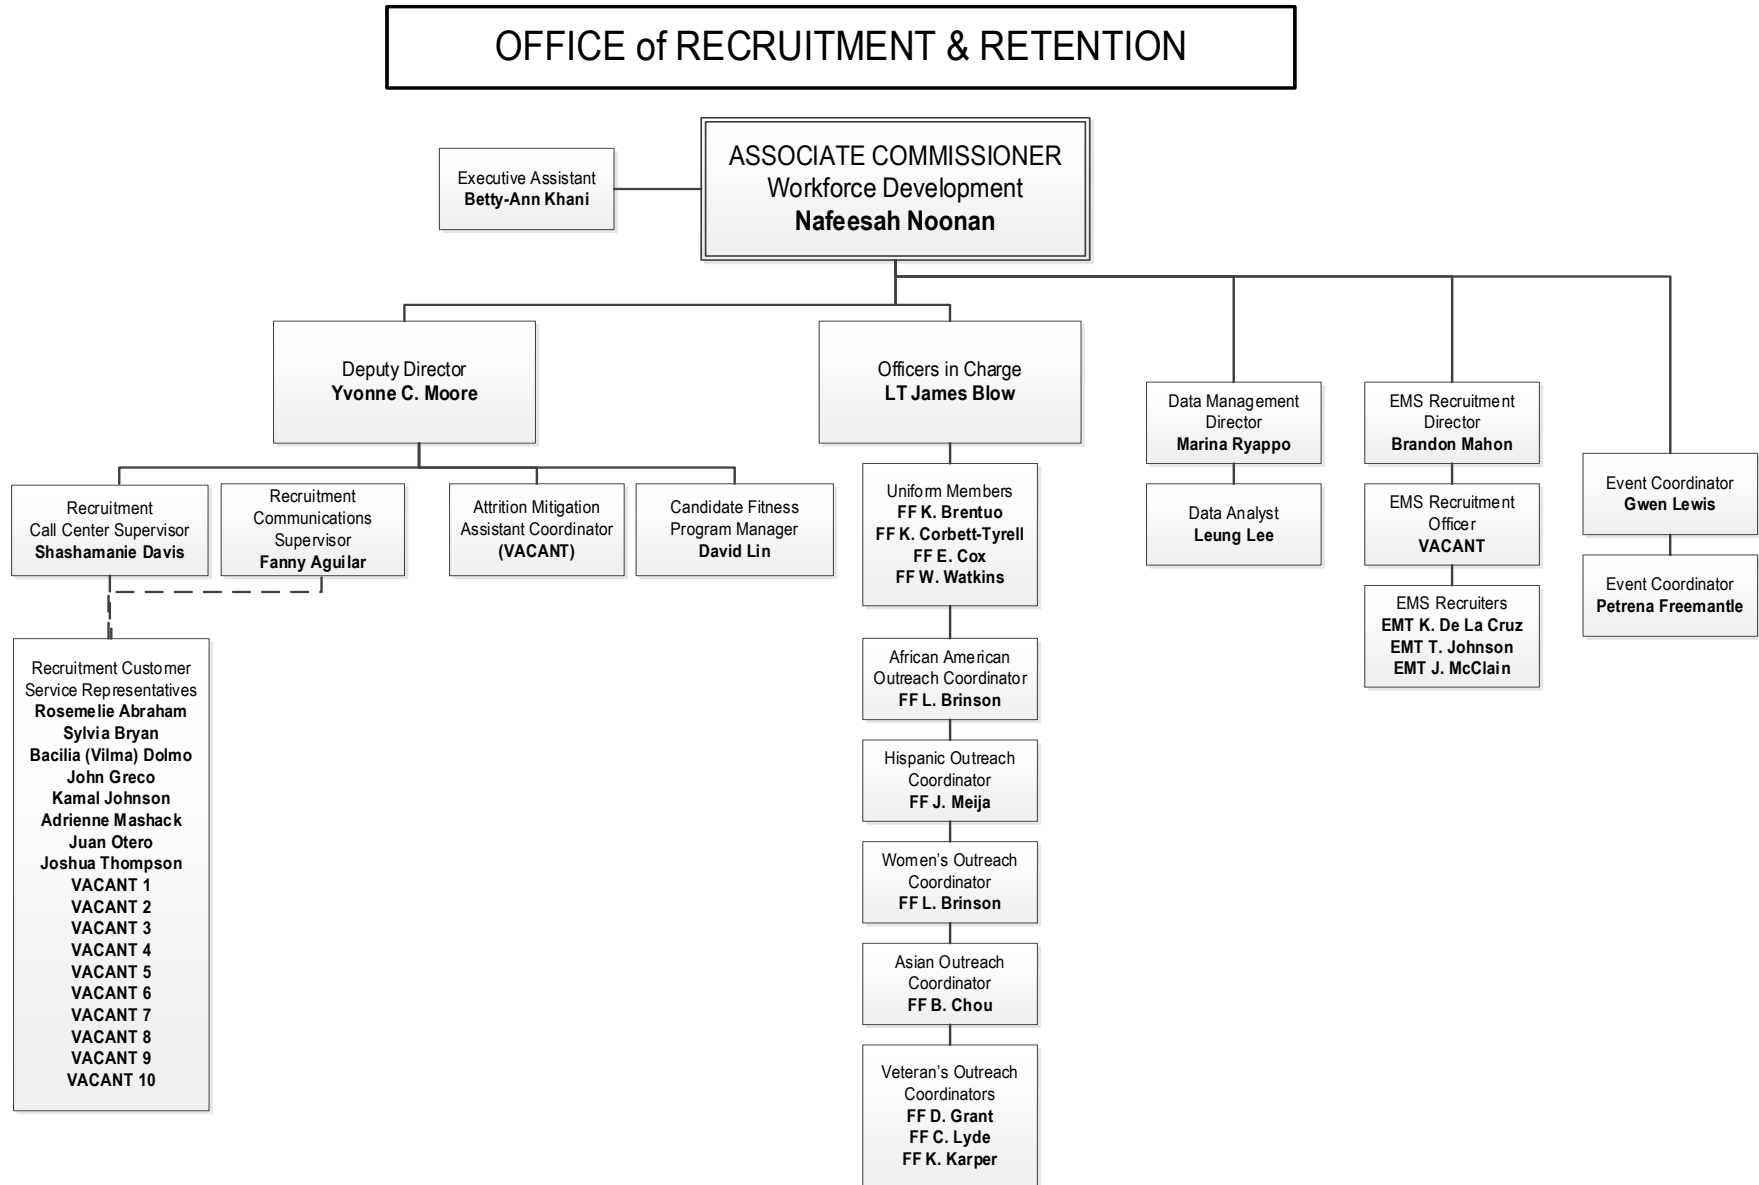 OFFICE of RECRUITMENT & RETENTION
ASSOCIATE COMMISSIONER
Workforce Development
Nafeesah Noonan
Executive Assistant
Betty-Ann Khani
Deputy Director
Yvonne C. Moore
Officers in Charge
LT James Blow
Data Management
Director
Marina Ryappo
EMS Recruitment
Director
Brandon Mahon
Event Coordinator
Gwen Lewis
Recruitment
Call Center Supervisor
Shashamanie Davis
Recruitment
Communications
Supervisor
Fanny Aguilar
Attrition Mitigation
Assistant Coordinator
(VACANT)
Candidate Fitness
Program Manager
David Lin
Uniform Members
FF K. Brentuo
FF K. Corbett-Tyrell
FF E. Cox
FF W. Watkins
Data Analyst
Leung Lee
EMS Recruitment
Officer
VACANT
Event Coordinator
Petrena Freemantle
EMS Recruiters
EMT K. De La Cruz
EMT T. Johnson
EMT J. McClain
Recruitment Customer
Service Representatives
Rosemelie Abraham
Sylvia Bryan
Bacilia (Vilma) Dolmo
John Greco
Kamal Johnson
Adrienne Mashack
Juan Otero
Joshua Thompson
VACANT 1
VACANT 2
VACANT 3
VACANT 4
VACANT 5
VACANT 6
VACANT 7
VACANT 8
VACANT 9
VACANT 10
African American
Outreach Coordinator
FF L. Brinson
Hispanic Outreach
Coordinator
FF J. Meija
Women's Outreach
Coordinator
FF L. Brinson
Asian Outreach
Coordinator
FF B. Chou
Veteran's Outreach
Coordinators
FF D. Grant
FF C. Lyde
FF K. Karper